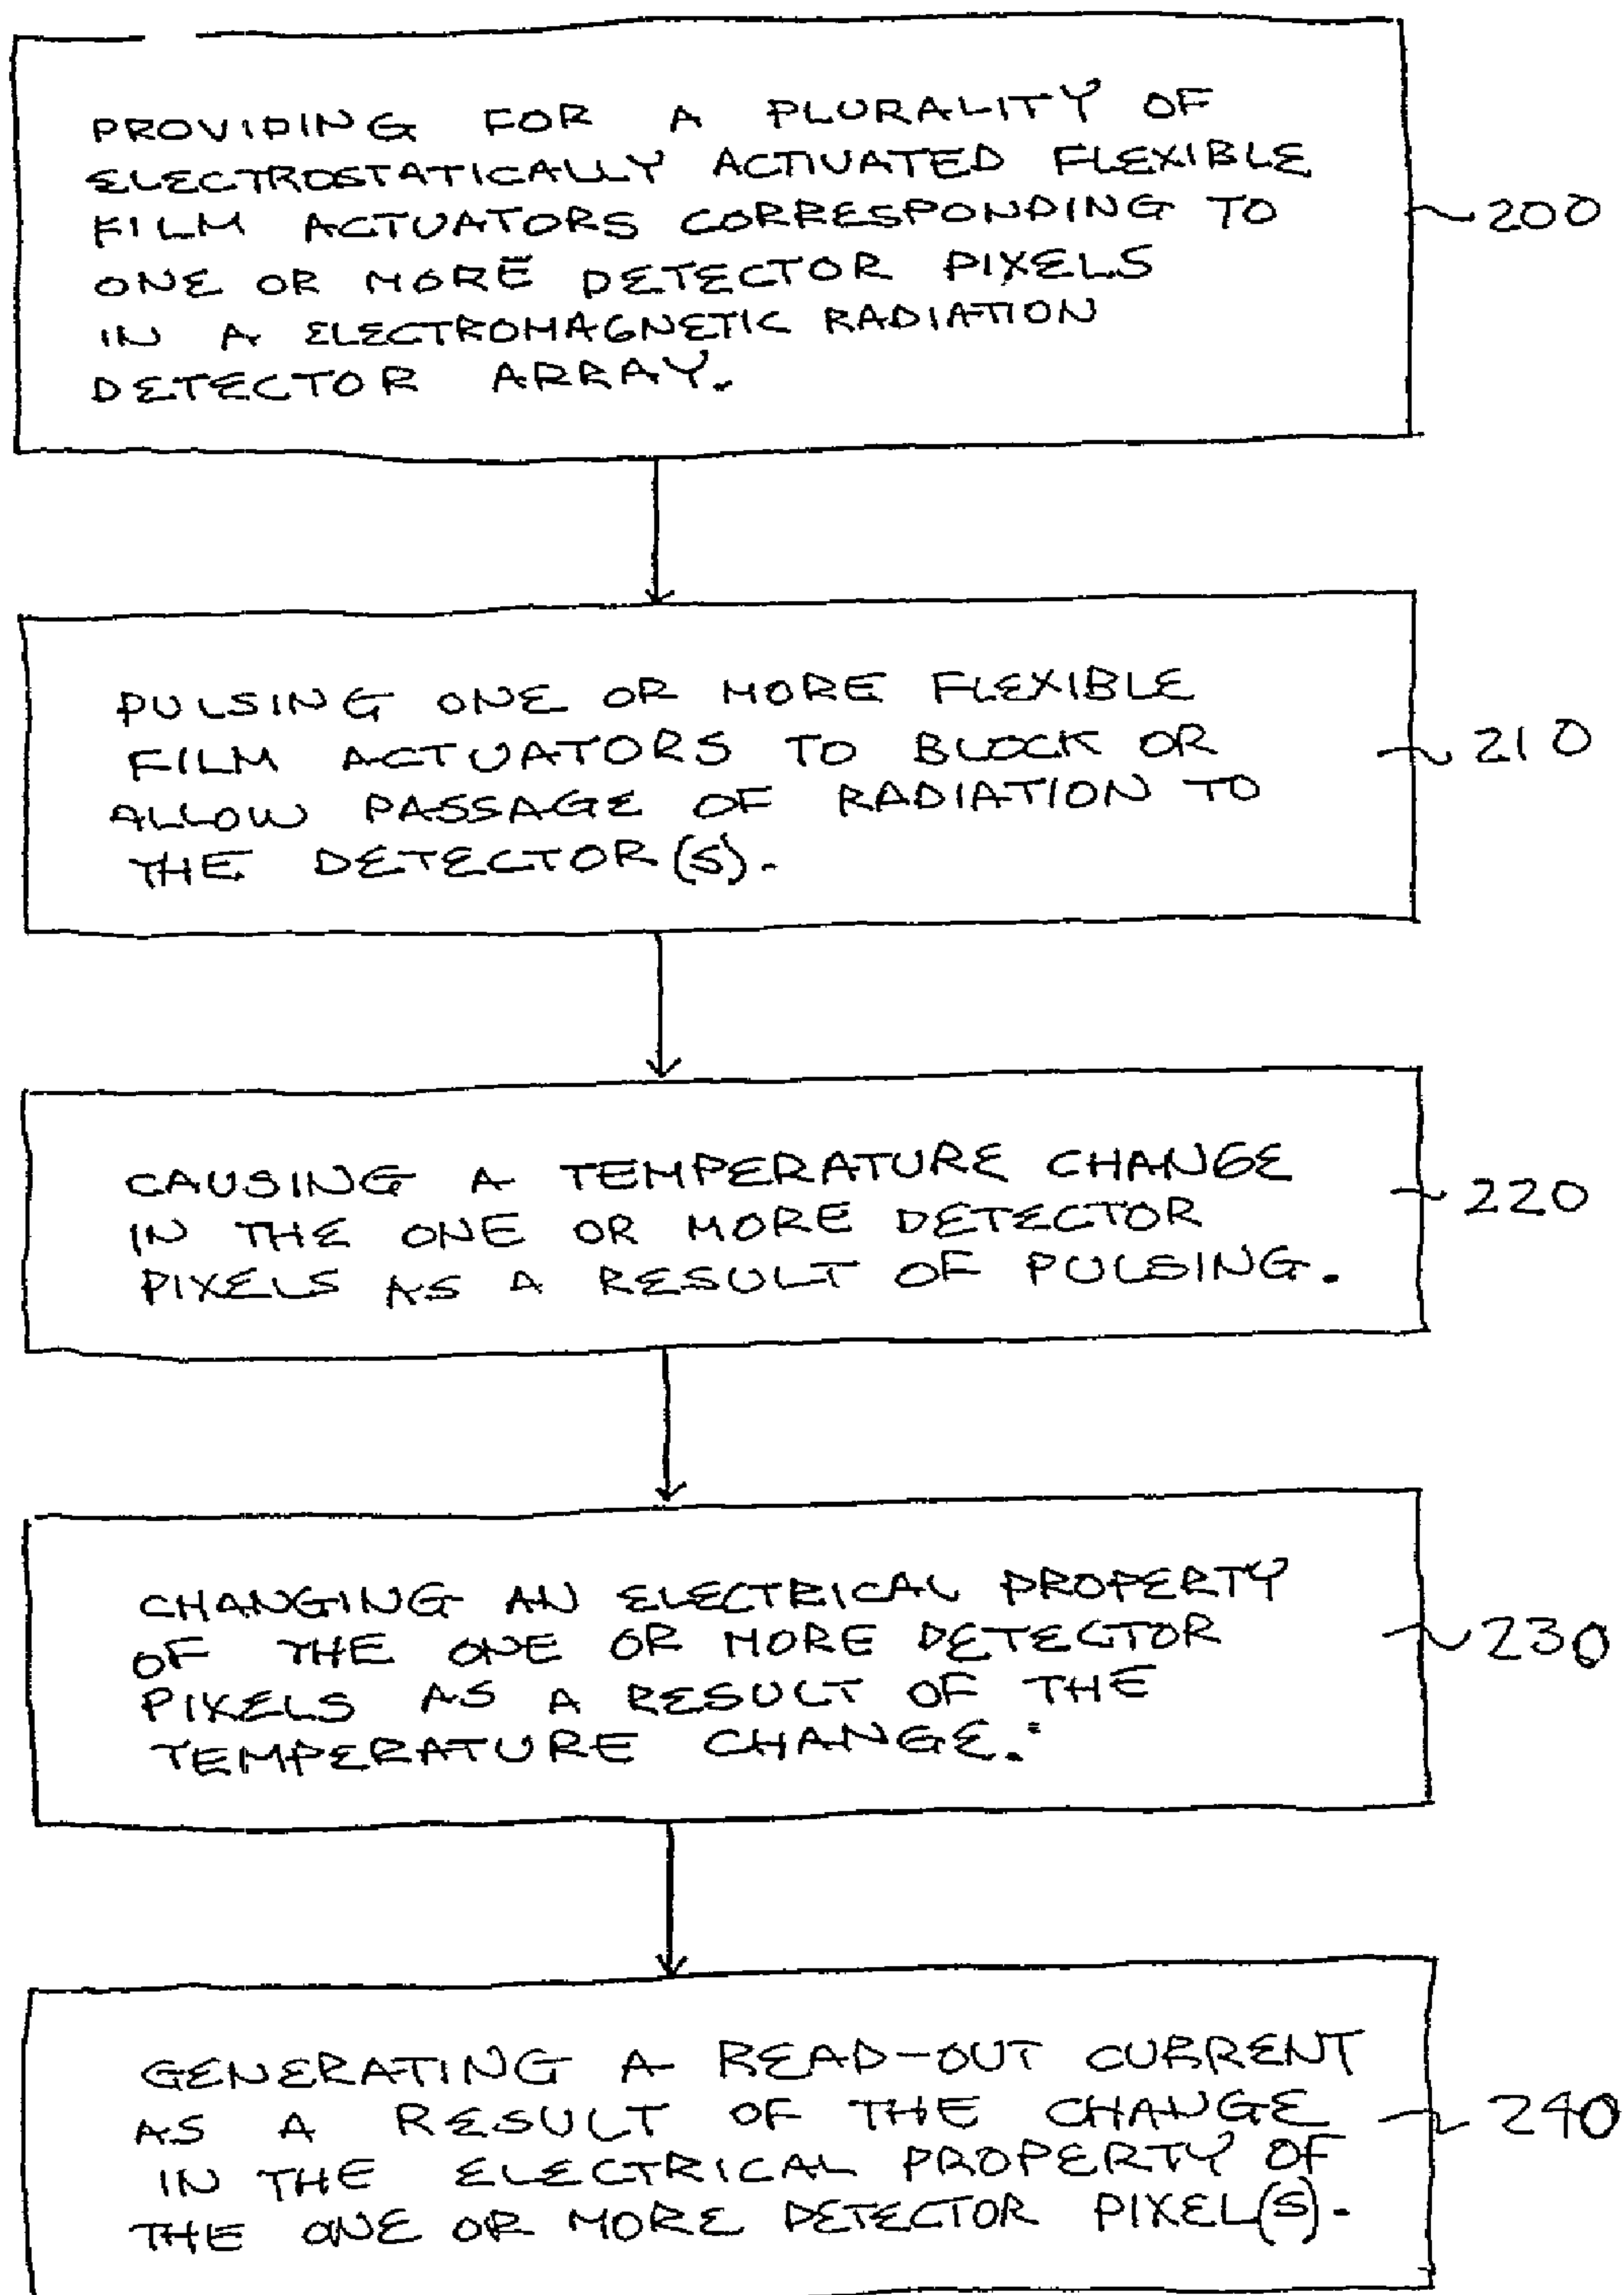 PROVIDING FOR A PLURALITY OF
ELECTROSTATICALLY ACTIVATED FLEXIBLE
FILM ACTUATORS CORRESPONDING TO
ONE OR MORE DETECTOR PIXELS
IN A ELECTROMAGNETIC RADIATION
DETECTOR ARRAY.
200
PULSING ONE OR MORE FLEXIBLE
FILM ACTUATORS TO BLOCK OR
ALLOW PASSAGE OF RADIATION TO
THE DETECTOR(S).
210
CAUSING A TEMPERATURE CHANGE
IN THE ONE OR MORE DETECTOR
PIXELS AS A RESULT OF PULSING.
220
CHANGING AN ELECTRICAL PROPERTY
OF THE ONE OR MORE DETECTOR
PIXELS AS A RESULT OF THE
TEMPERATURE CHANGE.
230
GENERATING A READ-OUT CURRENT
AS A RESULT OF THE CHANGE
IN THE ELECTRICAL PROPERTY OF
THE ONE OR MORE DETECTOR PIXEL(S).
240